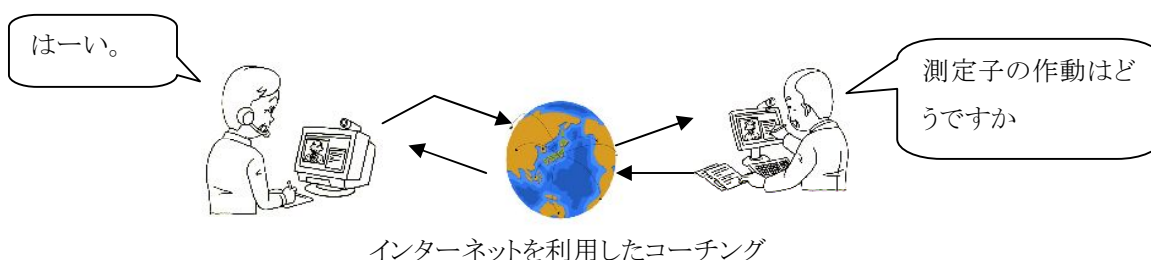 はーい。
測定子の作動はど
うですか
インターネットを利用したコーチング